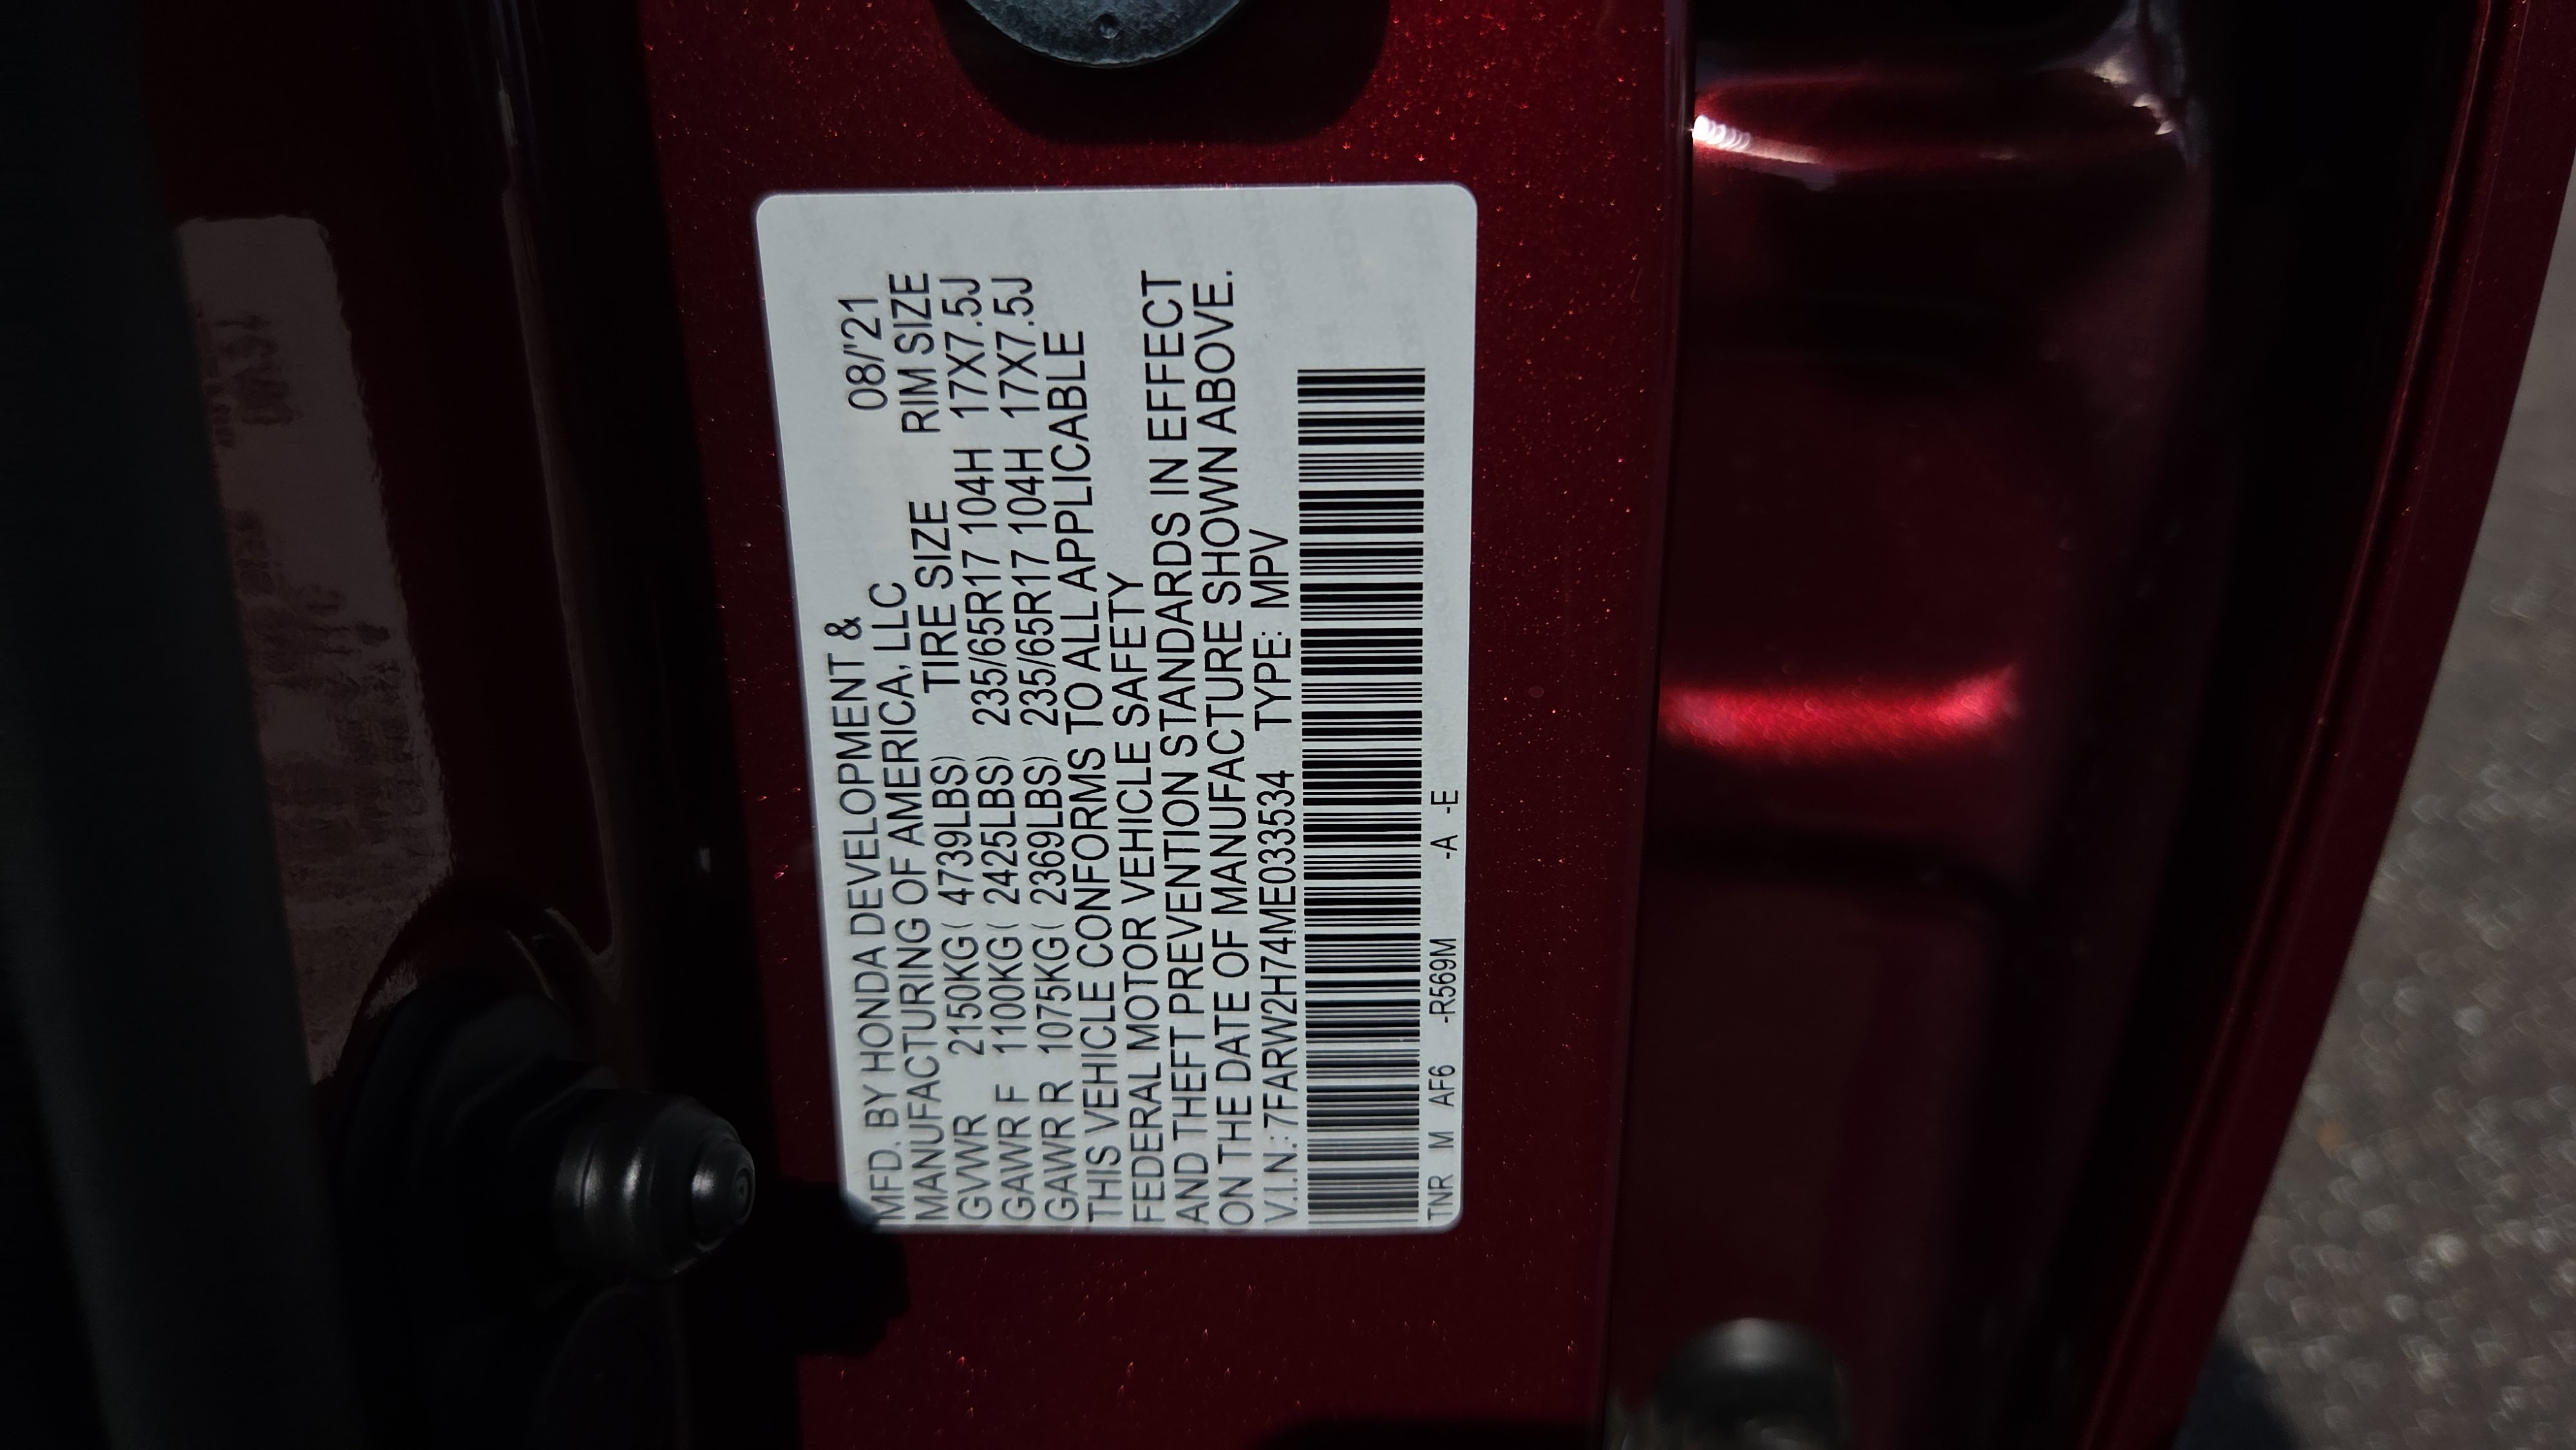 MFD. BY HONDA DEVELOPMENT &
MANUFACTURING OF AMERICA, LLC 08/'21
TIRE SIZE RIM SIZE
GVWR 2150KG( 4739LBS) 235/65R17 104H 17X7.5J
GAWR F 1100KG( 2425LBS) 235/65R17 104H 17X7.5J
GAWR R 1075KG( 2369LBS)
THIS VEHICLE CONFORMS TO ALL APPLICABLE
FEDERAL MOTOR VEHICLE SAFETY
AND THEFT PREVENTION STANDARDS IN EFFECT
ON THE DATE OF MANUFACTURE SHOWN ABOVE.
V.I.N.: 7FARW2H74ME033534 TYPE: MPV
TNR M AF6 -R569M -A -E